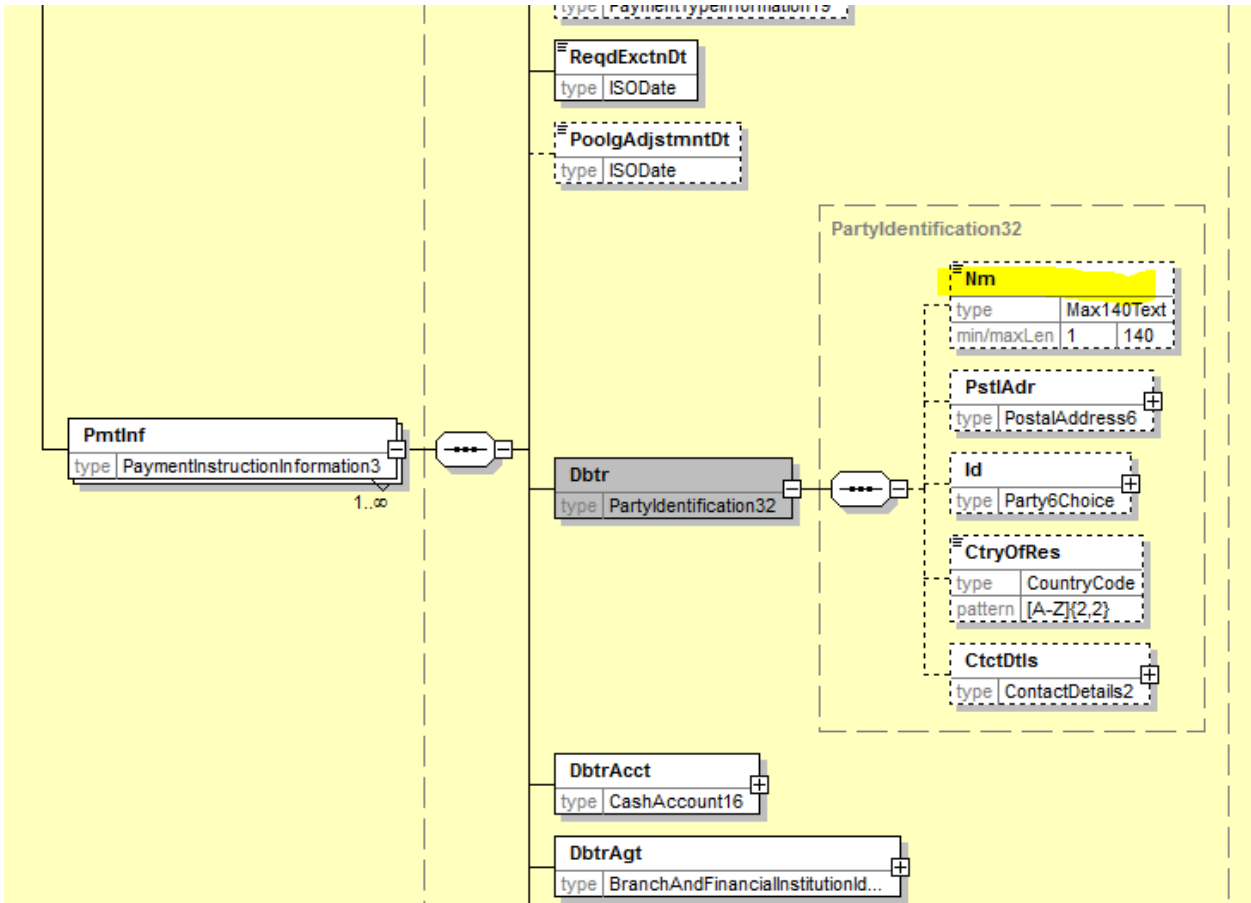 type PaymentTypeInformation19
ReqdExctnDt
type ISODate
PoolgAdjstmntDt
type ISODate
PartyIdentification32
Nm
type Max140Text
min/maxLen 1 140
PstlAdr
type PostalAddress6
PmtInf
type PaymentInstructionInformation3
1..∞
Dbtr
type PartyIdentification32
Id
type Party6Choice
CtryOfRes
type CountryCode
pattern [A-Z]{2,2}
CtctDtls
type ContactDetails2
DbtrAcct
type CashAccount16
DbtrAgt
type BranchAndFinancialInstitutionId...